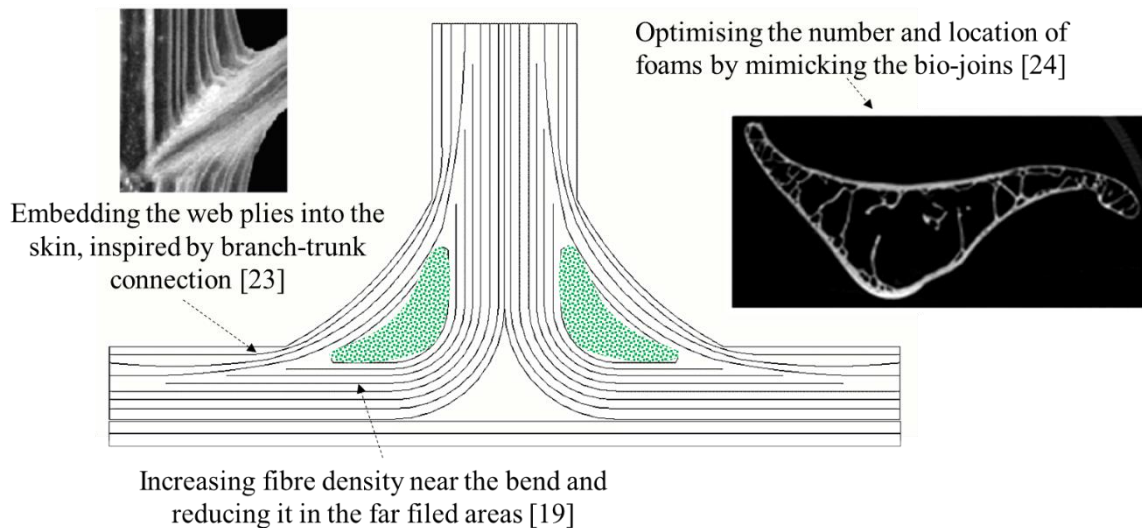 Optimising the number and location of
foams by mimicking the bio-joins [24]
Embedding the web plies into the
skin, inspired by branch-trunk
connection [23]
Increasing fibre density near the bend and
reducing it in the far filed areas [19]